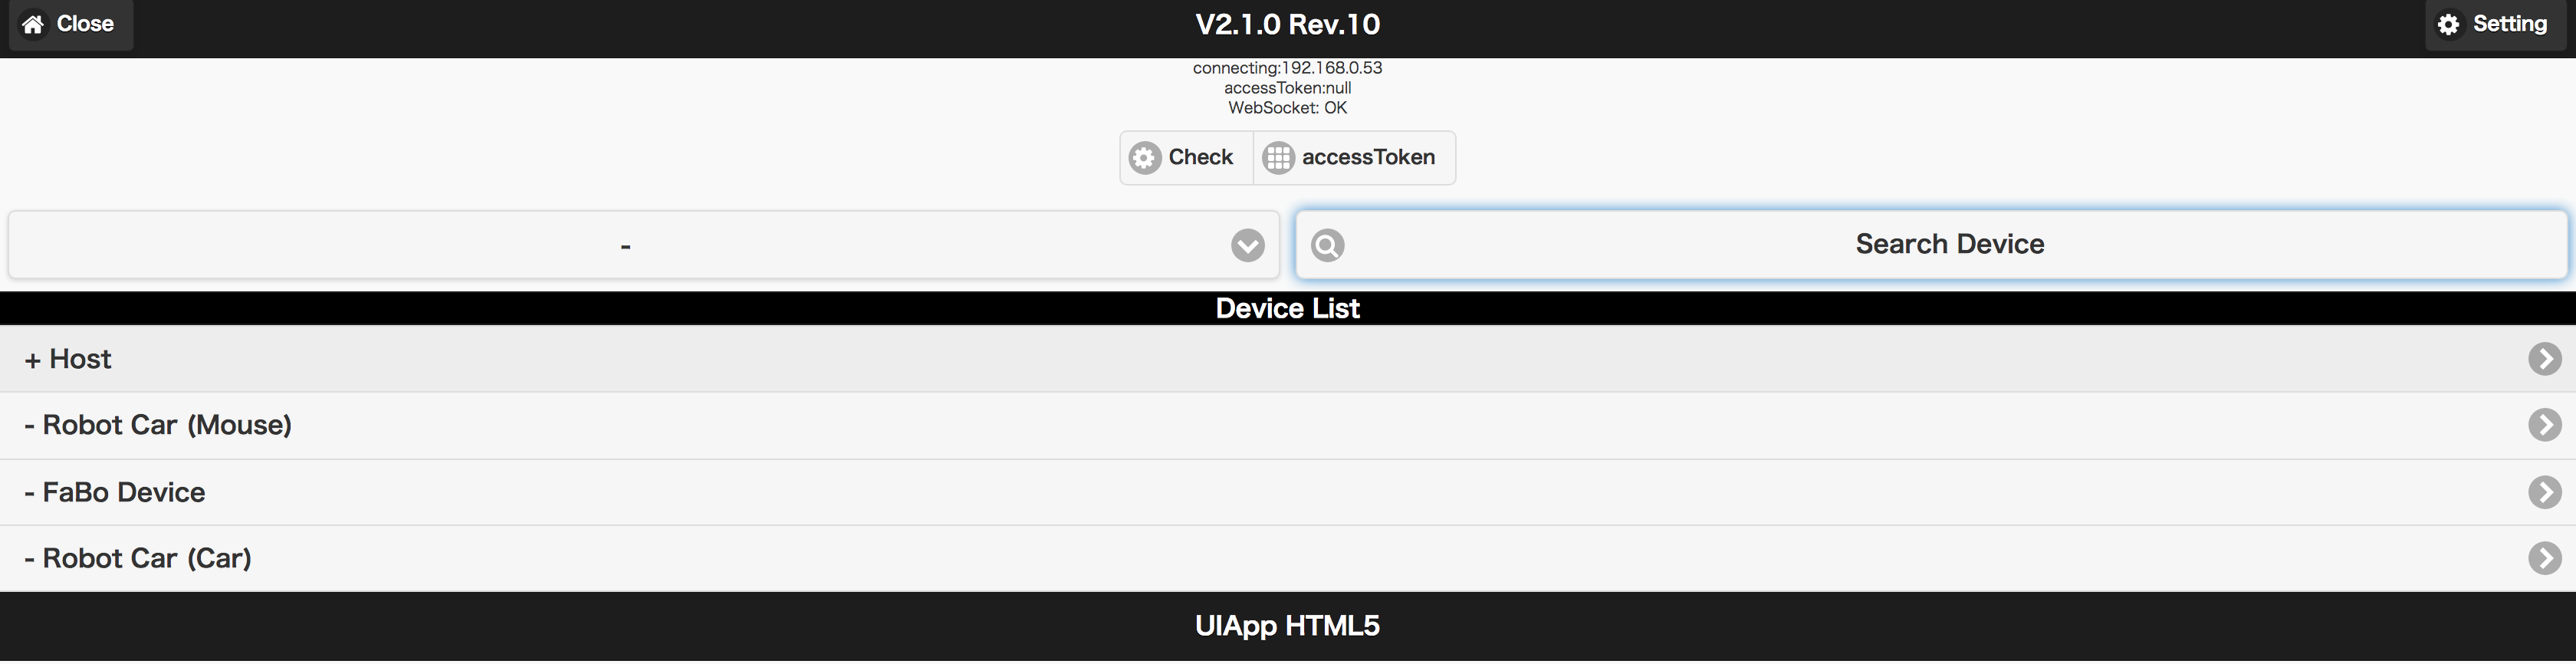 Close
V2.1.0 Rev.10
Setting
connecting:192.168.0.53
accessToken:null
WebSocket: OK
Check
accessToken
-
Search Device
Device List
+ Host
- Robot Car (Mouse)
- FaBo Device
- Robot Car (Car)
UIApp HTML5